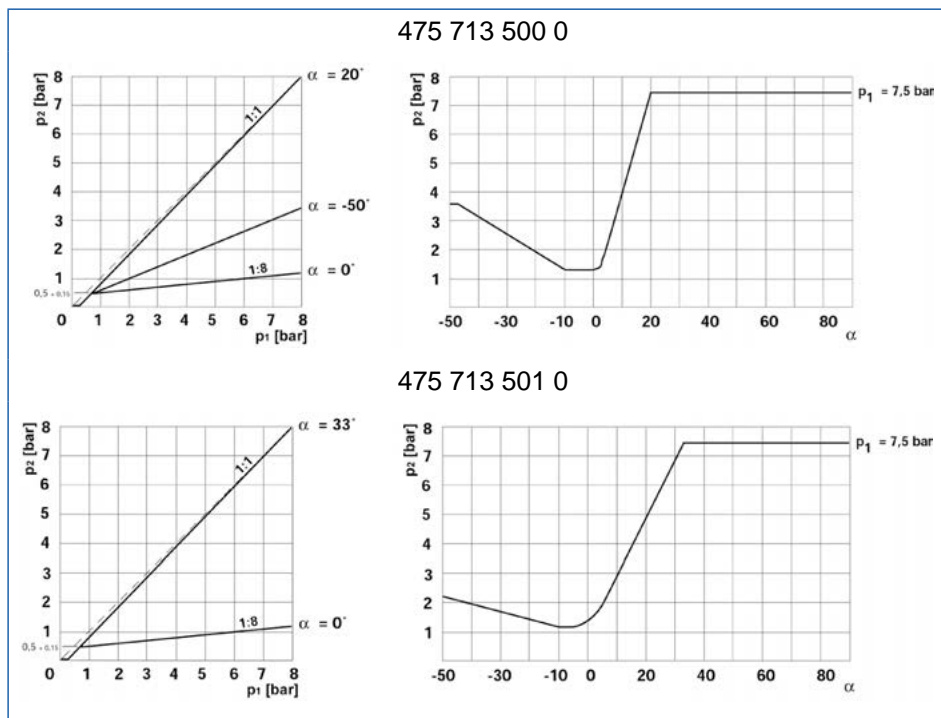 475 713 500 0
p2 [bar]
8
7
6
5
4
3
2
1
0,5 + 0,15
0 1 2 3 4 5 6 7 8
p1 [bar]
α = 20°
1:1
α = -50°
1:8
α = 0°
p2 [bar]
8
7
6
5
4
3
2
1
-50 -10 0 20 40 60 80
α
p1 = 7,5 bar
475 713 501 0
p2 [bar]
8
7
6
5
4
3
2
1
0,5 + 0,15
0 1 2 3 4 5 6 7 8
p1 [bar]
α = 33°
1:1
1:8
α = 0°
p2 [bar]
8
7
6
5
4
3
2
1
-50 -10 0 20 40 60 80
α
p1 = 7,5 bar